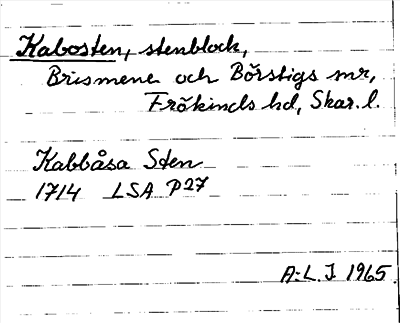 Kabosten, stenblock,
Brismene och Börstigs snr,
Frökinds hd, Skar. l.
Kabbåsa Sten
1714 LSA P27
A.L.J 1965.